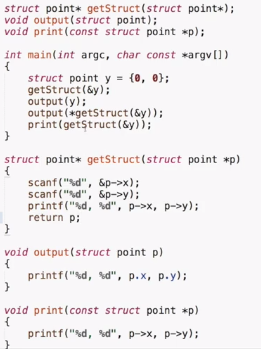 struct point* getStruct(struct point*);
void output(struct point);
void print(const struct point *p);
int main(int argc, char const *argv[])
{
struct point y = {0, 0};
getStruct(&y);
output(y);
output(*getStruct(&y));
print(getStruct(&y));
}
struct point* getStruct(struct point *p)
{
scanf("%d", &p->x);
scanf("%d", &p->y);
printf("%d, %d", p->x, p->y);
return p;
}
void output(struct point p)
{
printf("%d, %d", p.x, p.y);
}
void print(const struct point *p)
{
printf("%d, %d", p->x, p->y);
}